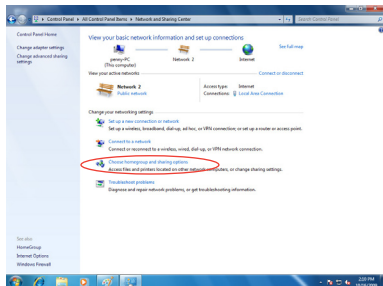 Control Panel ▸ All Control Panel Items ▸ Network and Sharing Center
Search Control Panel
Control Panel Home
Change adapter settings
Change advanced sharing
settings
View your basic network information and set up connections
See full map
penny-PC
(This computer)
Network 2
Internet
View your active networks
Connect or disconnect
Network 2
Public network
Access type: Internet
Connections: Local Area Connection
Change your networking settings
Set up a new connection or network
Set up a wireless, broadband, dial-up, ad hoc, or VPN connection; or set up a router or access point.
Connect to a network
Connect or reconnect to a wireless, wired, dial-up, or VPN network connection.
Choose homegroup and sharing options
Access files and printers located on other network computers, or change sharing settings.
Troubleshoot problems
Diagnose and repair network problems, or get troubleshooting information.
See also
HomeGroup
Internet Options
Windows Firewall
2:10 PM